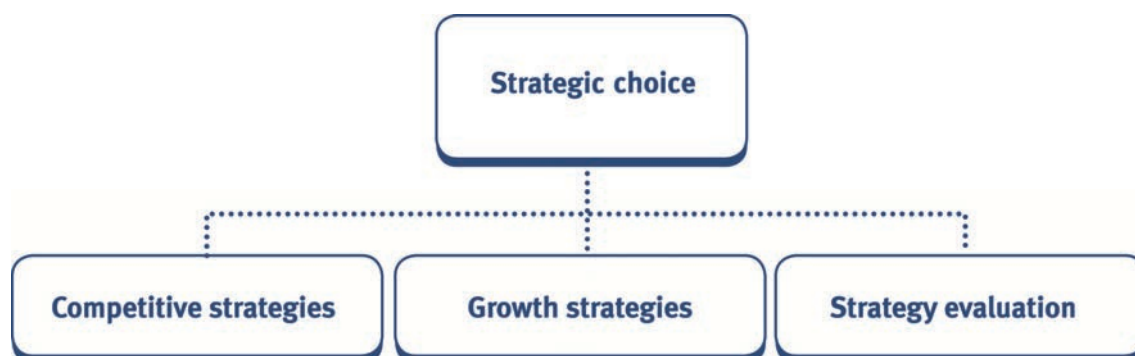 Strategic choice
Competitive strategies
Growth strategies
Strategy evaluation